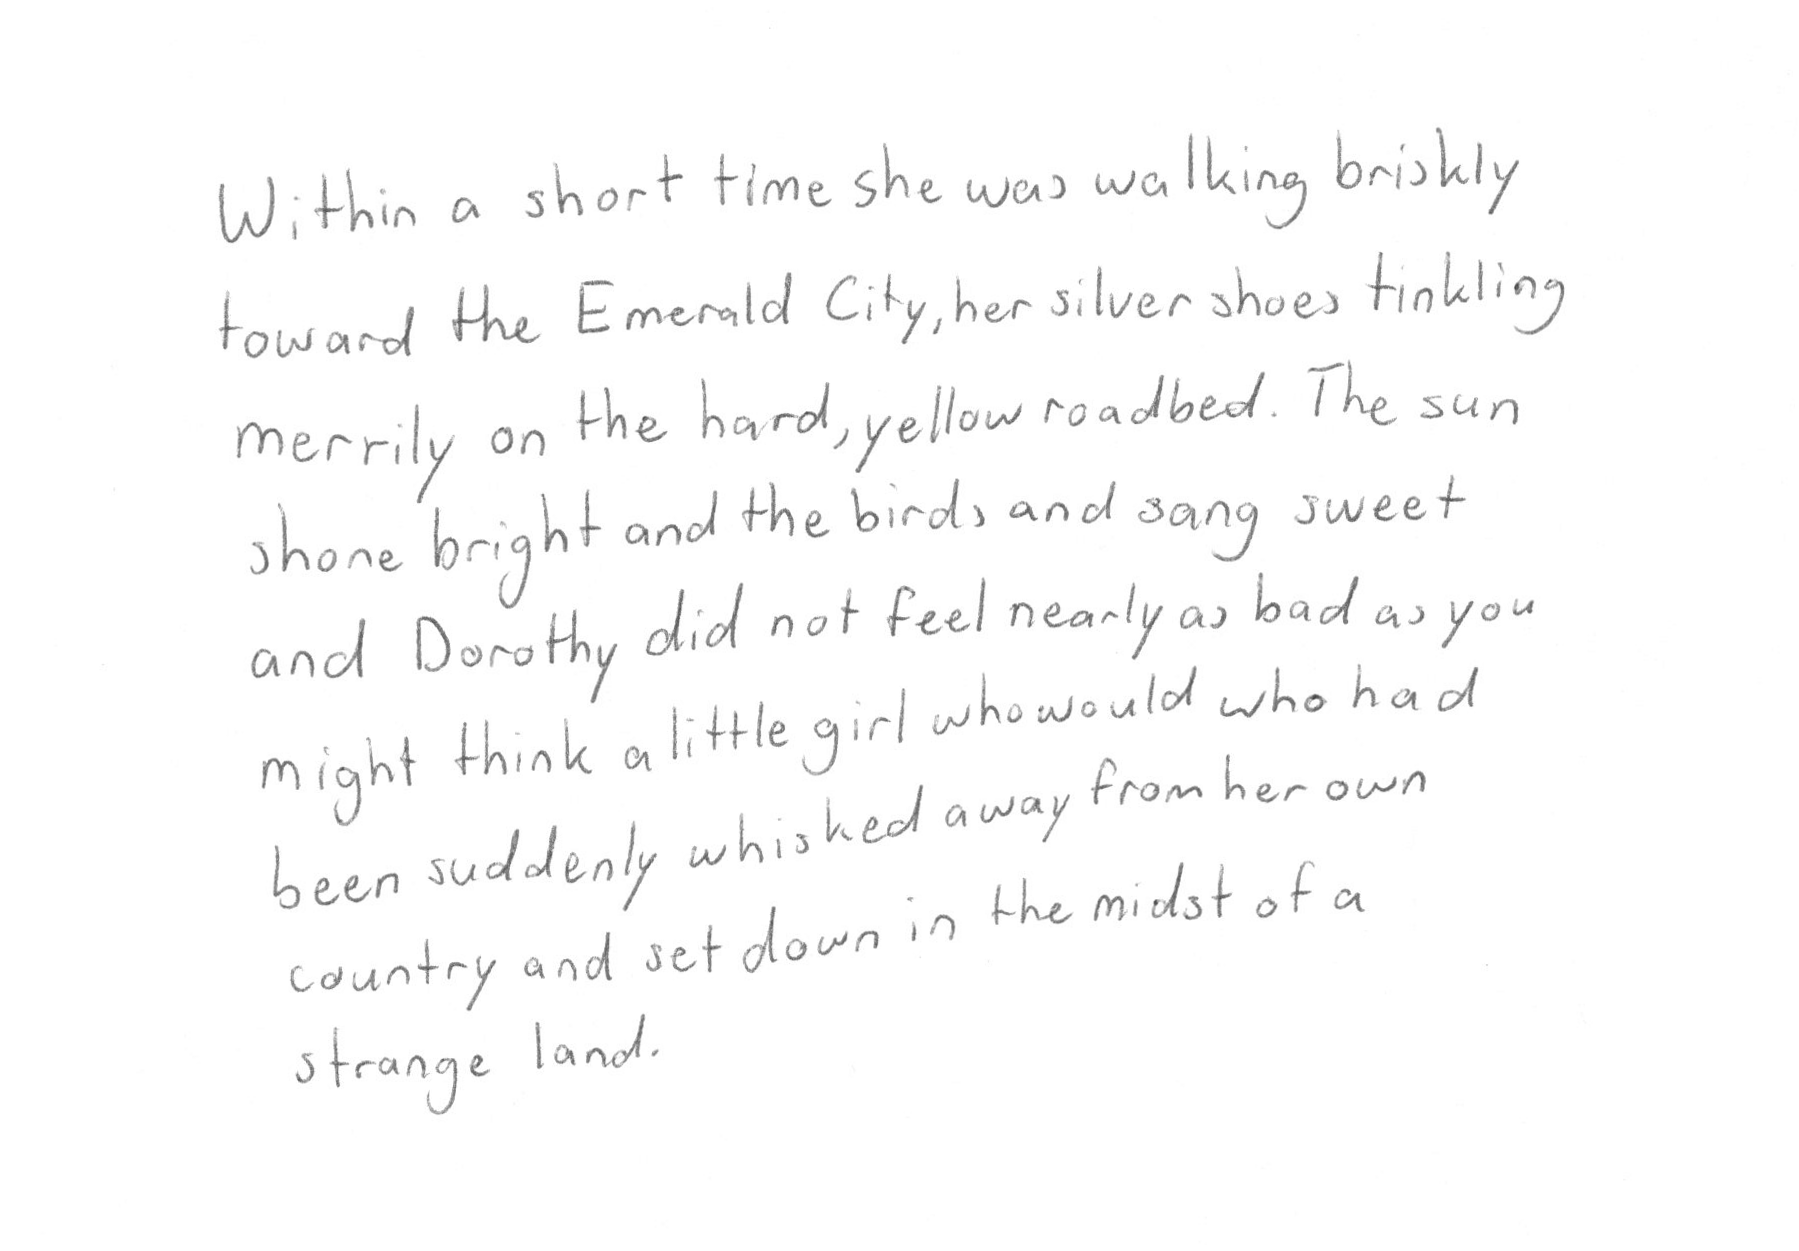 Within a short time she was walking briskly
toward the Emerald City, her silver shoes tinkling
merrily on the hard, yellow roadbed. The sun
shone bright and the birds and sang sweet
and Dorothy did not feel nearly as bad as you
might think a little girl who would who had
been suddenly whisked away from her own
country and set down in the midst of a
strange land.